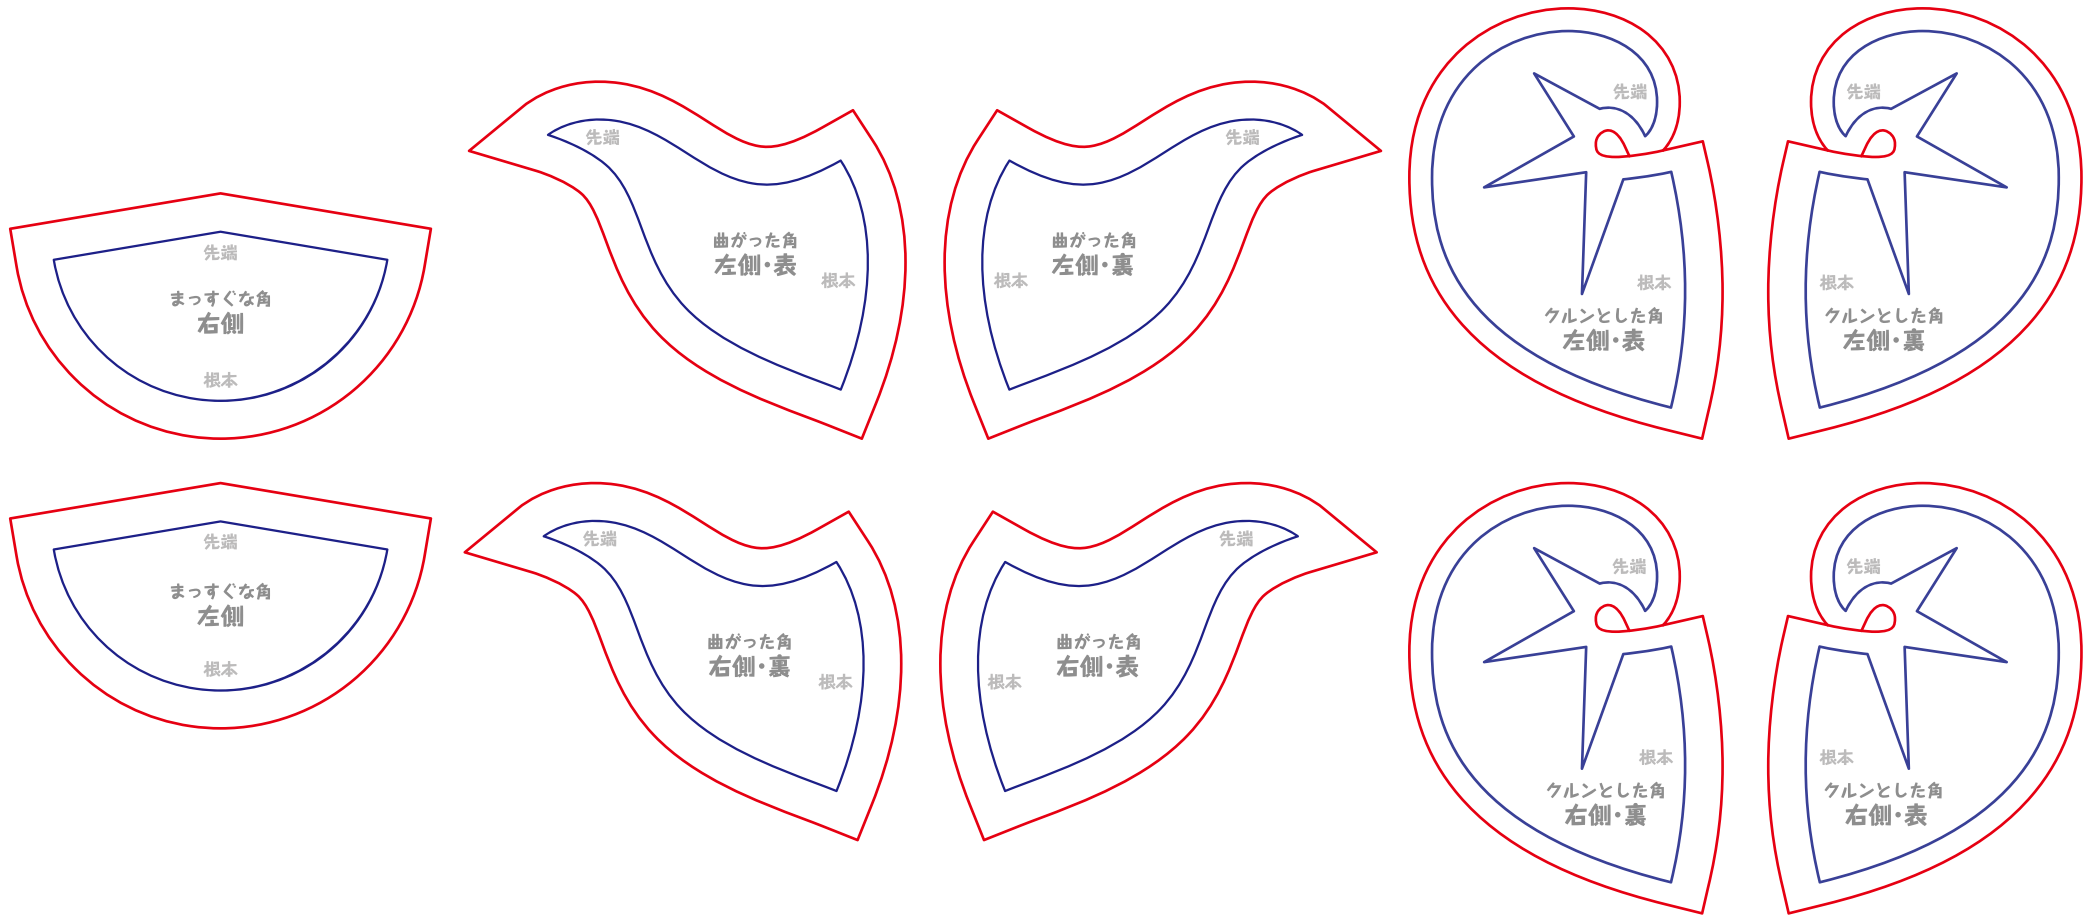 先端
まっすぐな角
右側
根本
先端
曲がった角
左側・表
根本
先端
曲がった角
左側・裏
根本
先端
根本
クルンとした角
左側・表
先端
根本
クルンとした角
左側・裏
先端
まっすぐな角
左側
根本
先端
曲がった角
右側・裏
根本
先端
曲がった角
右側・表
根本
先端
根本
クルンとした角
右側・裏
先端
根本
クルンとした角
右側・表